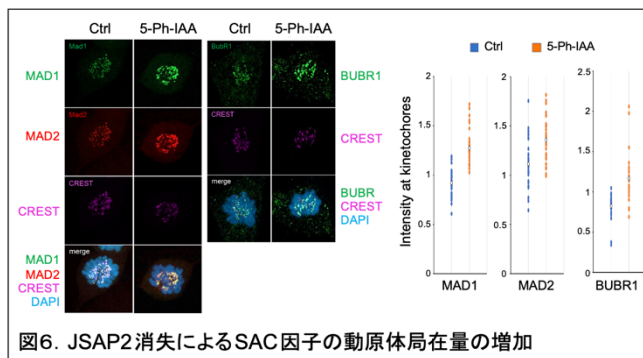 Ctrl 5-Ph-IAA Ctrl 5-Ph-IAA
MAD1 Mad1 BubR1 BUBR1
MAD2 Mad2 CREST CREST
CREST CREST merge BUBR
CREST
DAPI
MAD1 merge
MAD2
CREST
DAPI
Ctrl 5-Ph-IAA
Intensity at kinetochores
2
1.5
1
0.5
0
MAD1
2
1.5
1
0.5
0
MAD2
2.5
2
1.5
1
0.5
0
BUBR1
図6. JSAP2消失によるSAC因子の動原体局在量の増加